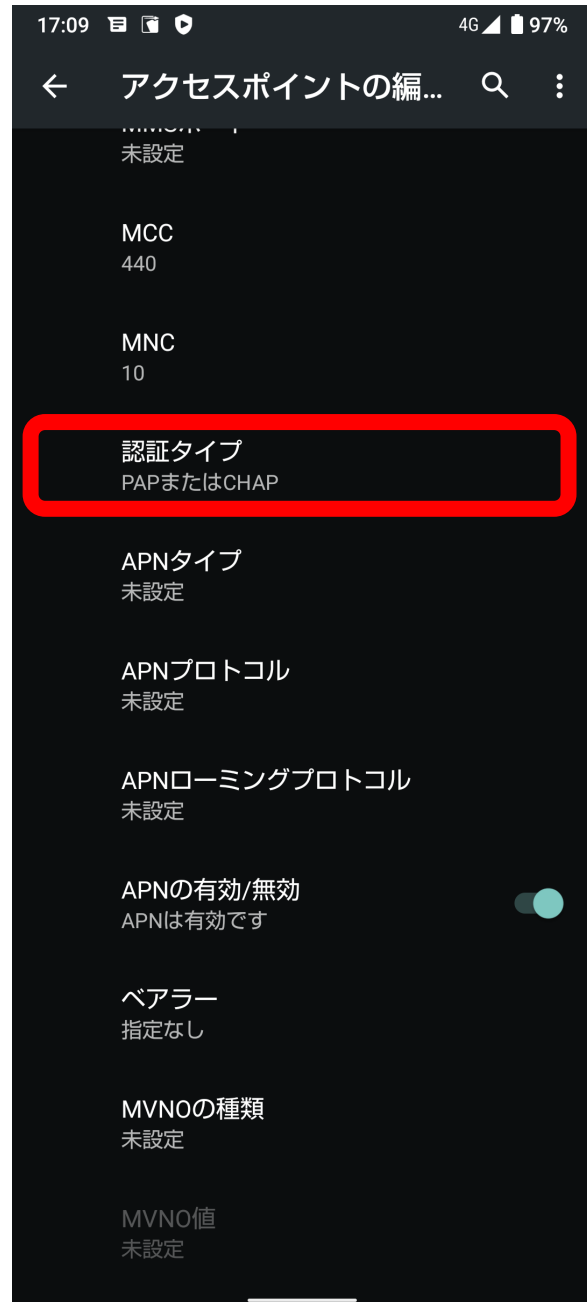 17:09
4G 97%
アクセスポイントの編...
未設定
MCC
440
MNC
10
認証タイプ
PAPまたはCHAP
APNタイプ
未設定
APNプロトコル
未設定
APNローミングプロトコル
未設定
APNの有効/無効
APNは有効です
ベアラー
指定なし
MVNOの種類
未設定
MVNO値
未設定